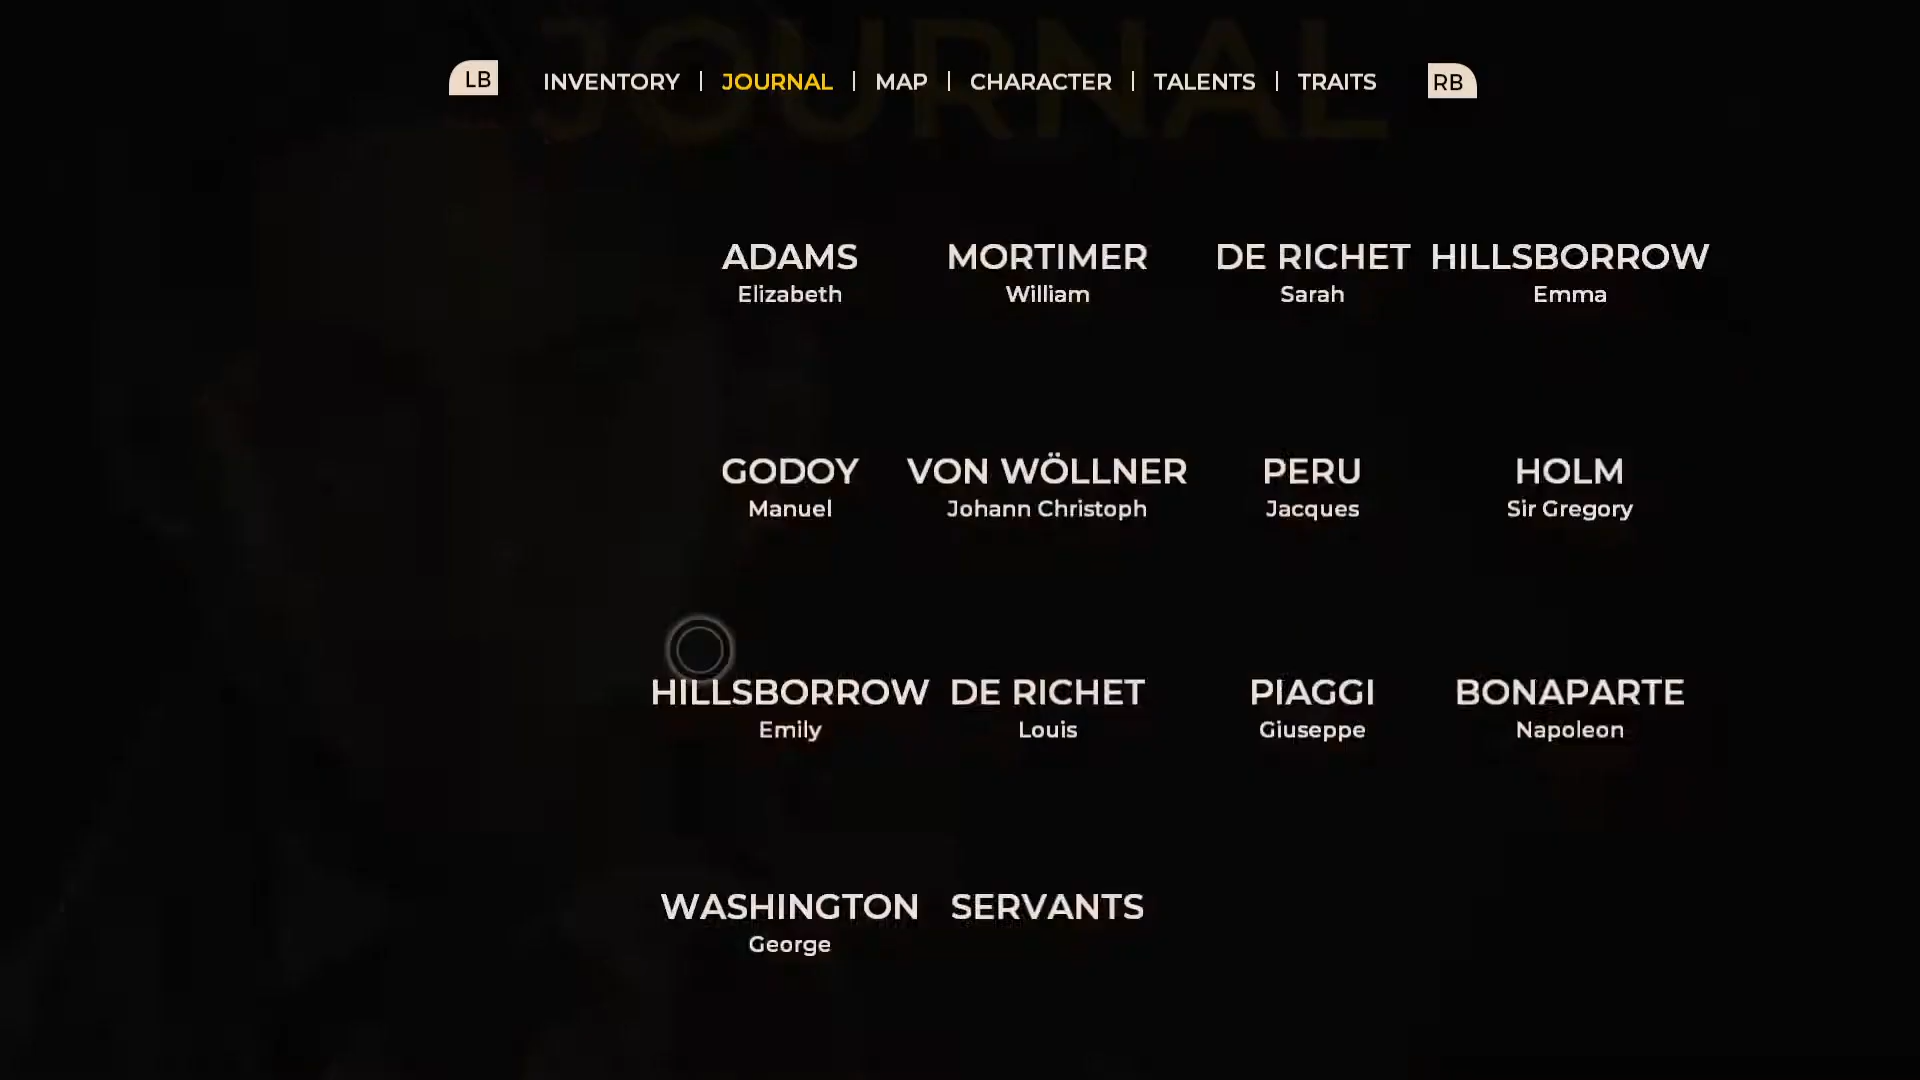 JOURNAL
LB INVENTORY | JOURNAL | MAP | CHARACTER | TALENTS | TRAITS RB
ADAMS MORTIMER DE RICHET HILLSBORROW
Elizabeth William Sarah Emma
GODOY VON WÖLLNER PERU HOLM
Manuel Johann Christoph Jacques Sir Gregory
HILLSBORROW DE RICHET PIAGGI BONAPARTE
Emily Louis Giuseppe Napoleon
WASHINGTON SERVANTS
George